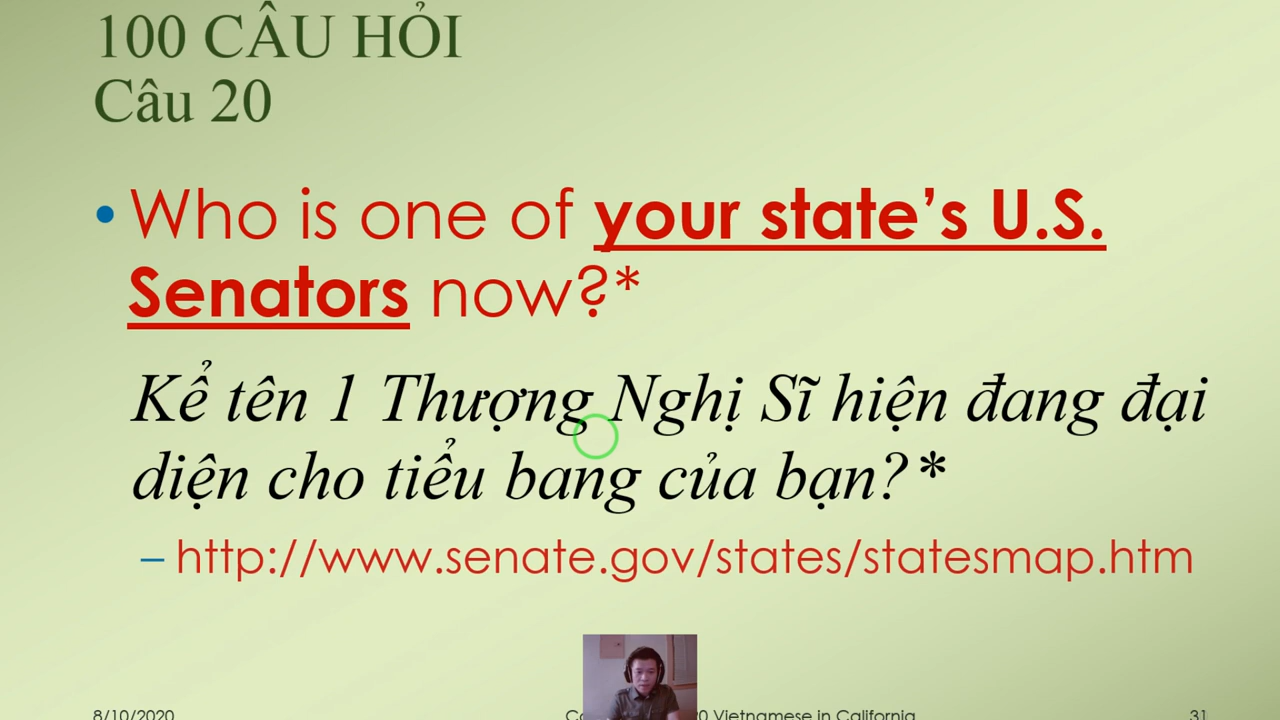 100 CÂU HỎI
Câu 20
• Who is one of your state’s U.S.
Senators now?*
Kể tên 1 Thượng Nghị Sĩ hiện đang đại
diện cho tiểu bang của bạn?*
– http://www.senate.gov/states/statesmap.htm
8/10/2020
Vietnamese in California
31